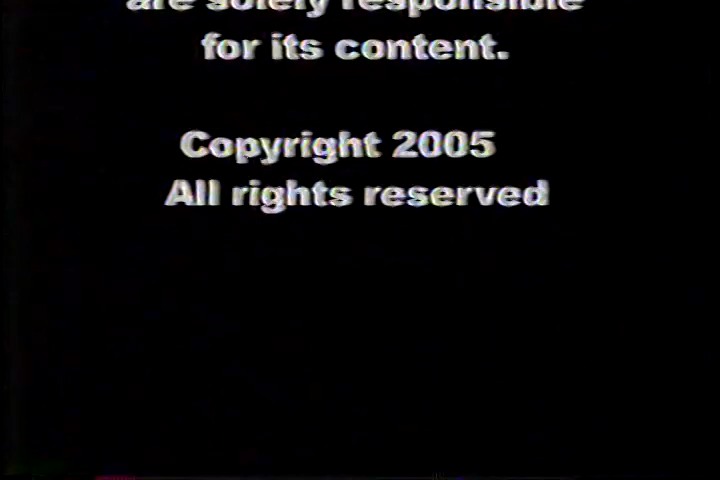 are solely responsible
for its content.
Copyright 2005
All rights reserved